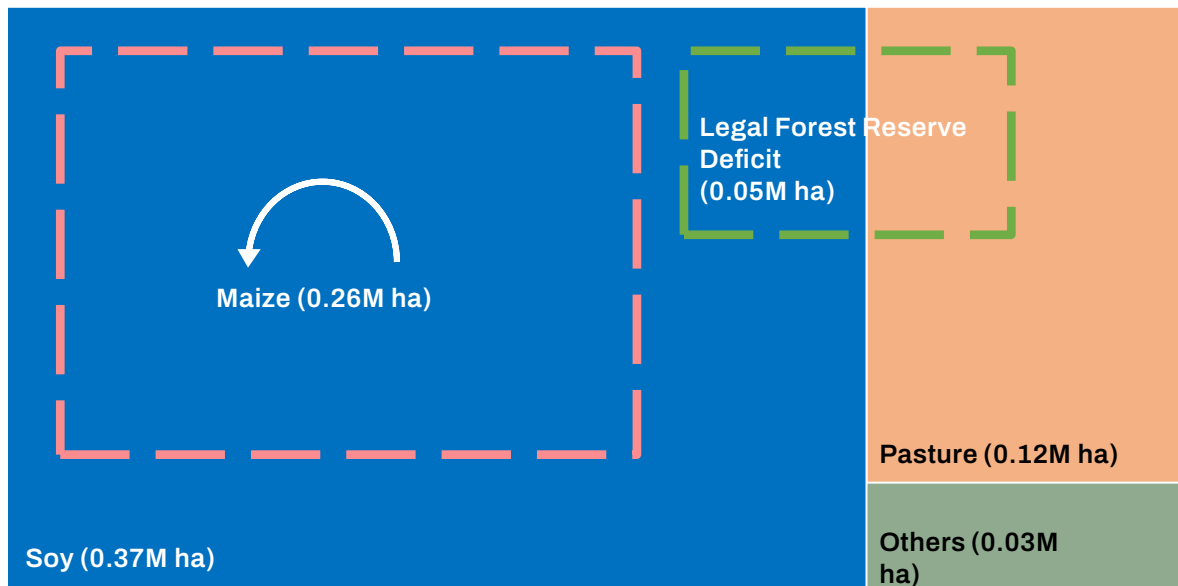 Legal Forest Reserve
Deficit
(0.05M ha)
Maize (0.26M ha)
Pasture (0.12M ha)
Soy (0.37M ha)
Others (0.03M
ha)